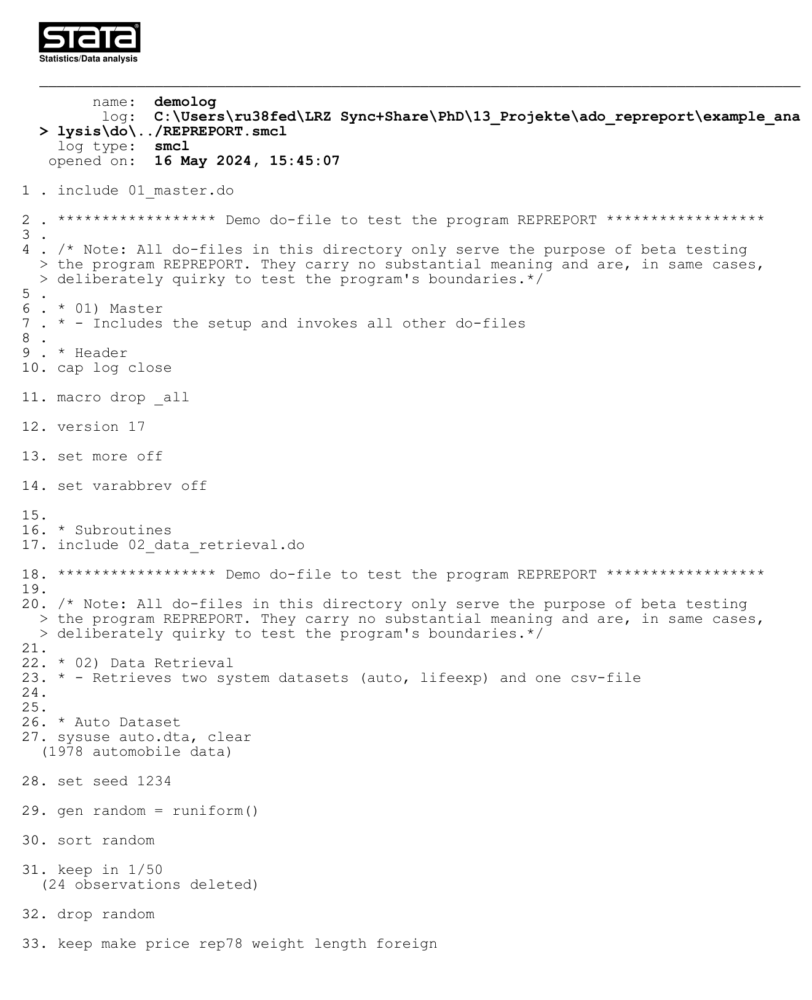 stata®
Statistics/Data analysis
name:  demolog
log:  C:\Users\ru38fed\LRZ Sync+Share\PhD\13_Projekte\ado_repreport\example_ana
> lysis\do\../REPREPORT.smcl
log type:  smcl
opened on:  16 May 2024, 15:45:07
1 . include 01_master.do
2 . ****************** Demo do-file to test the program REPREPORT ******************
3 .
4 . /* Note: All do-files in this directory only serve the purpose of beta testing
> the program REPREPORT. They carry no substantial meaning and are, in same cases,
> deliberately quirky to test the program's boundaries.*/
5 .
6 . * 01) Master
7 . * - Includes the setup and invokes all other do-files
8 .
9 . * Header
10. cap log close
11. macro drop _all
12. version 17
13. set more off
14. set varabbrev off
15.
16. * Subroutines
17. include 02_data_retrieval.do
18. ****************** Demo do-file to test the program REPREPORT ******************
19.
20. /* Note: All do-files in this directory only serve the purpose of beta testing
> the program REPREPORT. They carry no substantial meaning and are, in same cases,
> deliberately quirky to test the program's boundaries.*/
21.
22. * 02) Data Retrieval
23. * - Retrieves two system datasets (auto, lifeexp) and one csv-file
24.
25.
26. * Auto Dataset
27. sysuse auto.dta, clear
(1978 automobile data)
28. set seed 1234
29. gen random = runiform()
30. sort random
31. keep in 1/50
(24 observations deleted)
32. drop random
33. keep make price rep78 weight length foreign